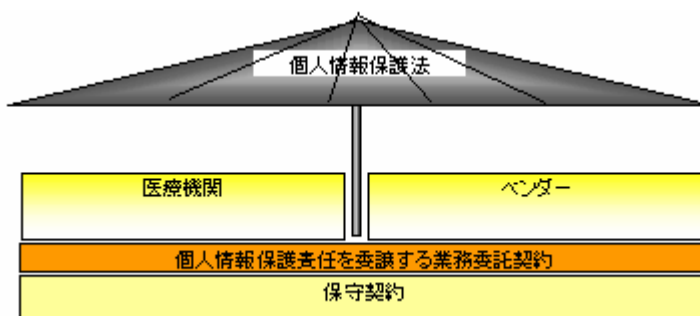 個人情報保護法
医療機関
ベンダー
個人情報保護責任を委譲する業務委託契約
保守契約